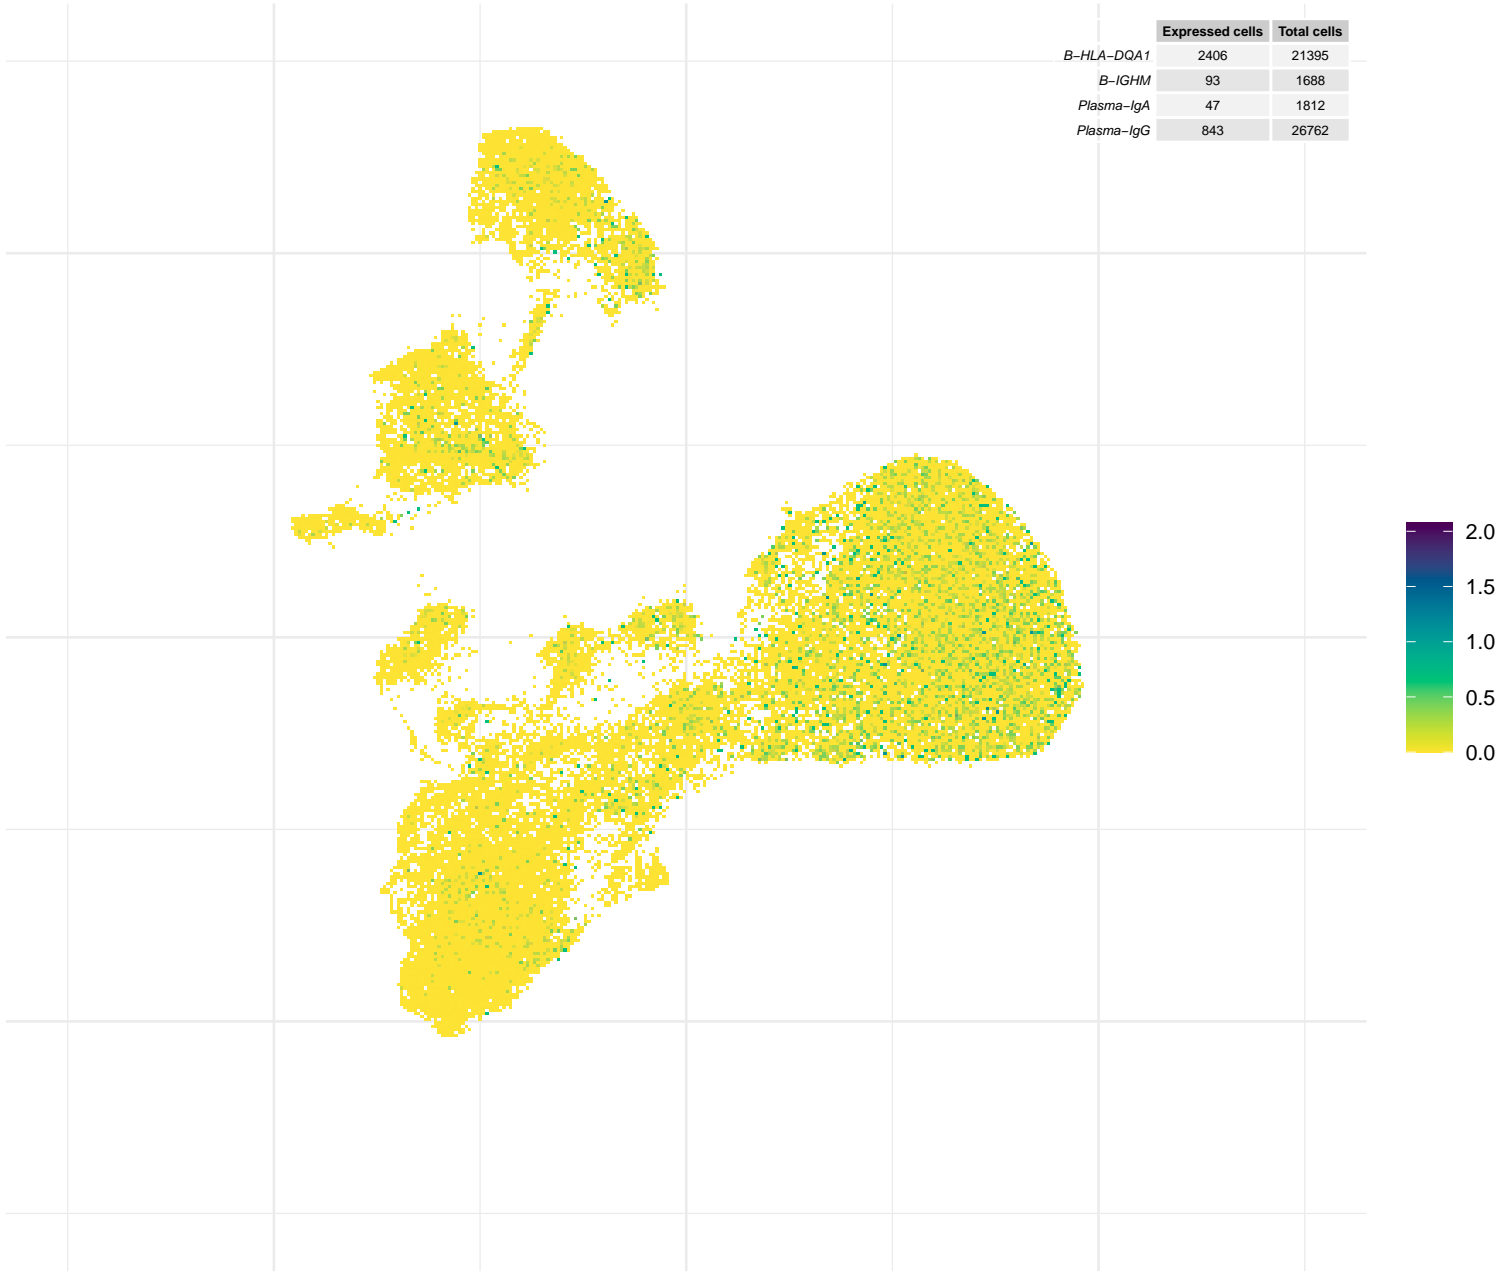 Expressed cells Total cells
B−HLA−DQA1 2406 21395
B−IGHM 93 1688
Plasma−IgA 47 1812
Plasma−IgG 843 26762
2.0
1.5
1.0
0.5
0.0